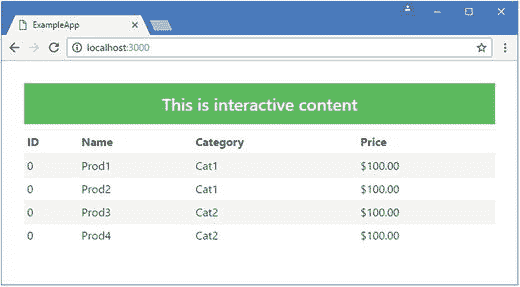 ExampleApp
localhost:3000
This is interactive content
ID Name Category Price
0 Prod1 Cat1 $100.00
0 Prod2 Cat1 $100.00
0 Prod3 Cat2 $100.00
0 Prod4 Cat2 $100.00